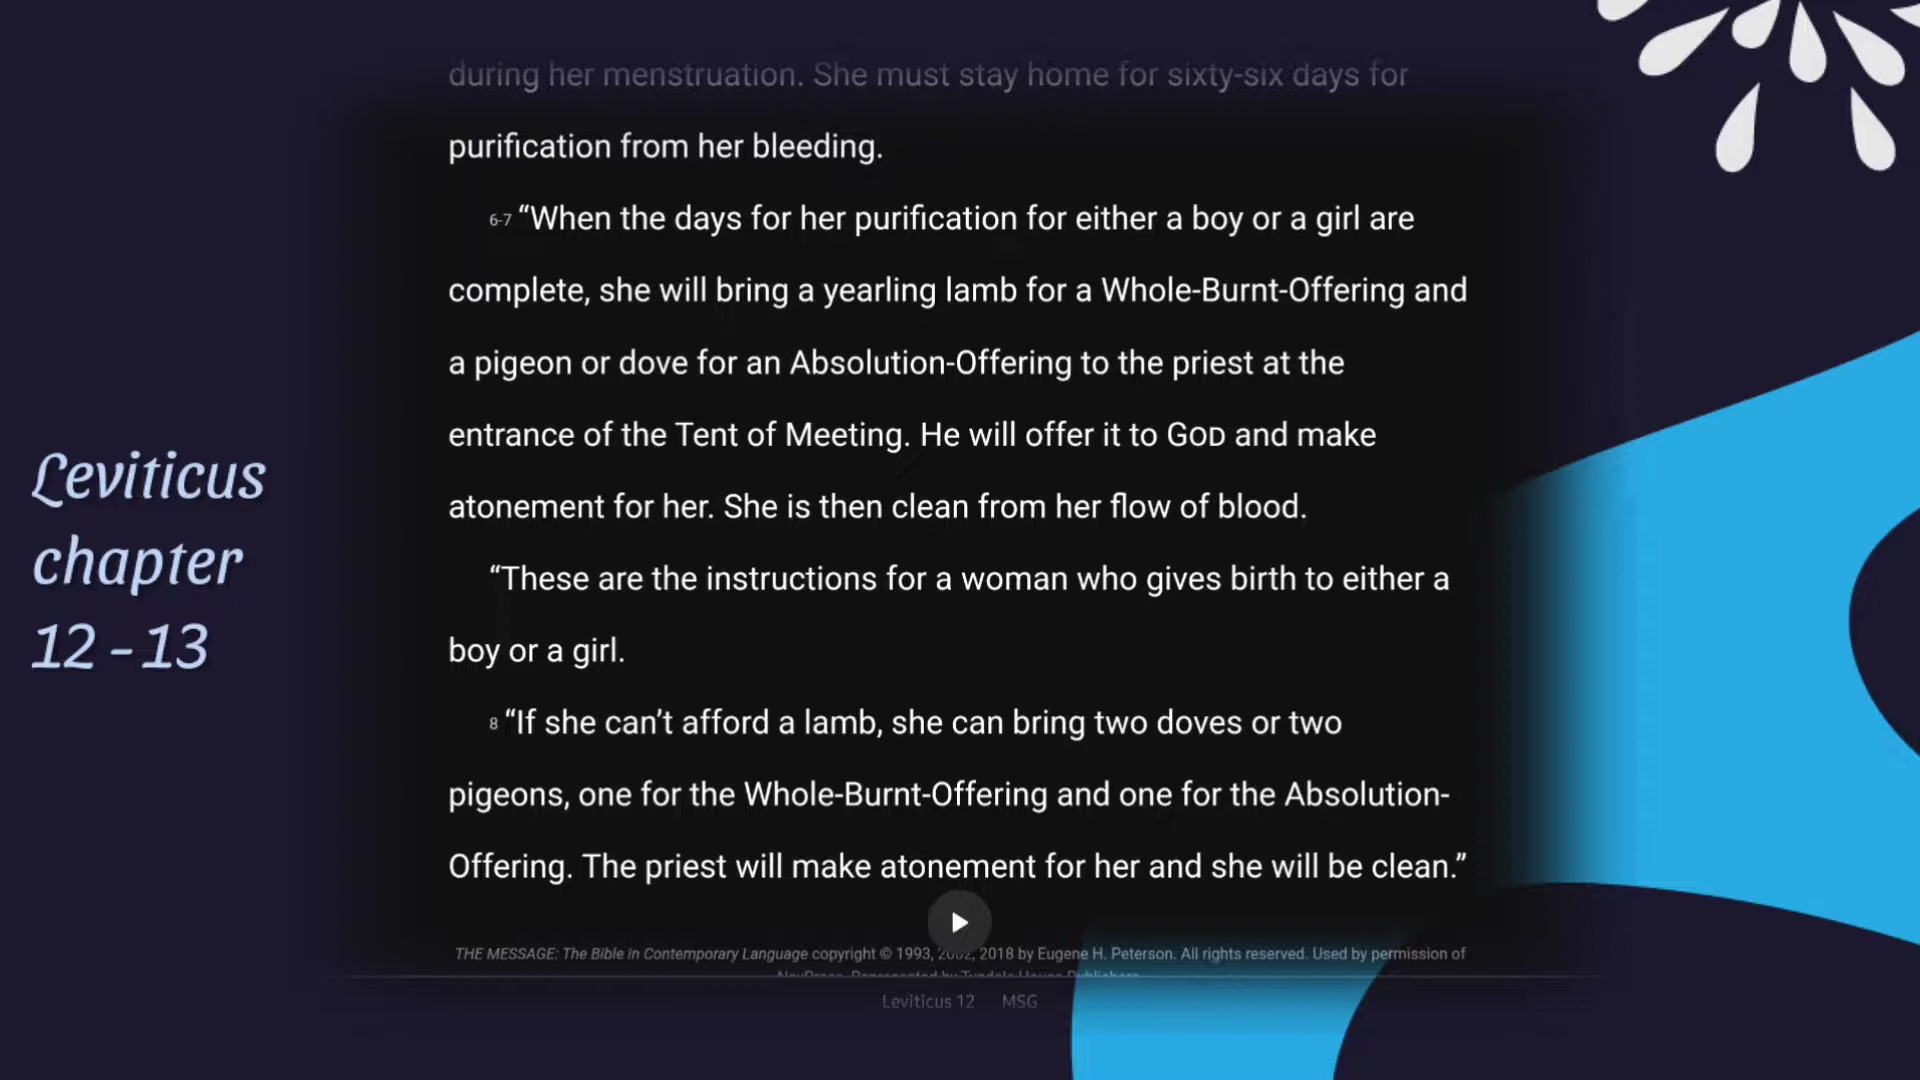 Leviticus
chapter
12 - 13
during her menstruation. She must stay home for sixty-six days for
purification from her bleeding.
6-7 “When the days for her purification for either a boy or a girl are
complete, she will bring a yearling lamb for a Whole-Burnt-Offering and
a pigeon or dove for an Absolution-Offering to the priest at the
entrance of the Tent of Meeting. He will offer it to GOD and make
atonement for her. She is then clean from her flow of blood.
“These are the instructions for a woman who gives birth to either a
boy or a girl.
8 “If she can’t afford a lamb, she can bring two doves or two
pigeons, one for the Whole-Burnt-Offering and one for the Absolution-
Offering. The priest will make atonement for her and she will be clean.”
THE MESSAGE: The Bible in Contemporary Language copyright © 1993, 2002, 2018 by Eugene H. Peterson. All rights reserved. Used by permission of
NavPress. Represented by Tyndale House Publishers.
Leviticus 12 MSG